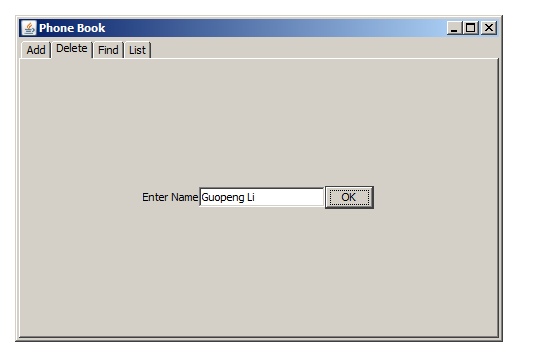 Phone Book
Add Delete Find List
Enter Name Guopeng Li OK